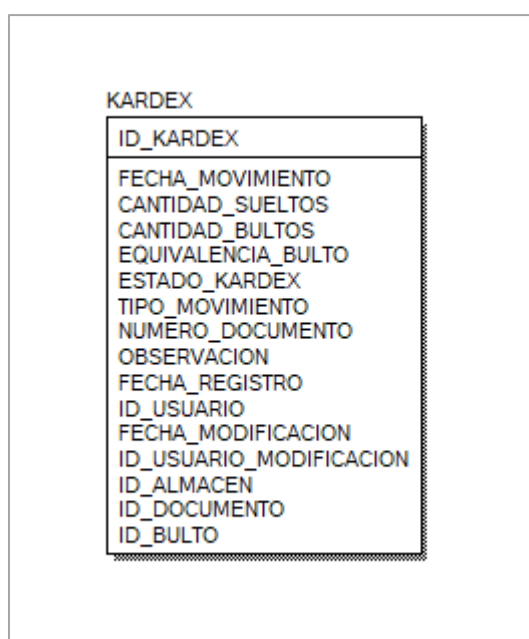 KARDEX
ID_KARDEX
FECHA_MOVIMIENTO
CANTIDAD_SUELTOS
CANTIDAD_BULTOS
EQUIVALENCIA_BULTO
ESTADO_KARDEX
TIPO_MOVIMIENTO
NUMERO_DOCUMENTO
OBSERVACION
FECHA_REGISTRO
ID_USUARIO
FECHA_MODIFICACION
ID_USUARIO_MODIFICACION
ID_ALMACEN
ID_DOCUMENTO
ID_BULTO